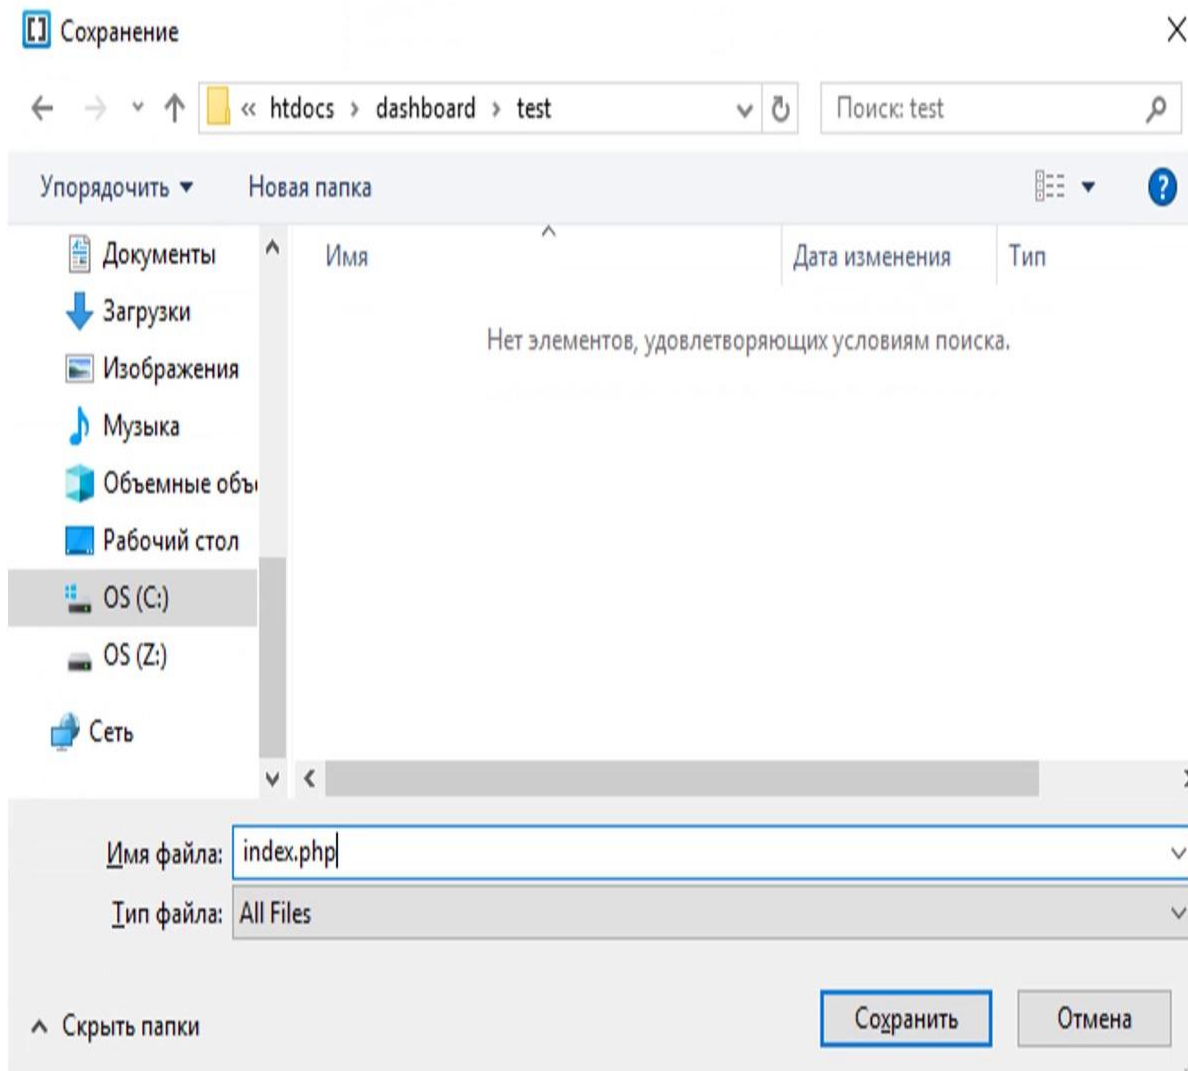 Сохранение
« htdocs › dashboard › test
Поиск: test
Упорядочить
Новая папка
Документы
Загрузки
Изображения
Музыка
Объемные объ
Рабочий стол
OS (C:)
OS (Z:)
Сеть
Имя
Дата изменения
Тип
Нет элементов, удовлетворяющих условиям поиска.
Имя файла: index.php
Тип файла: All Files
Скрыть папки
Сохранить
Отмена